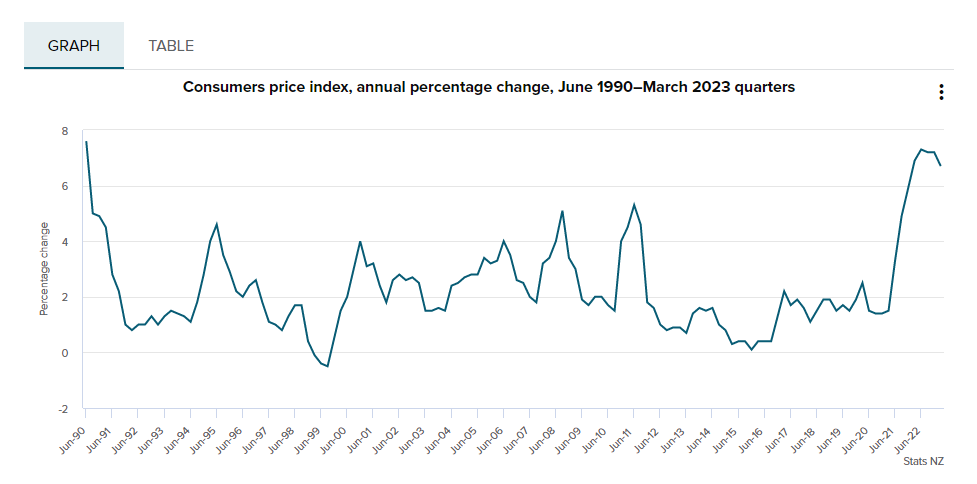 GRAPH
TABLE
Consumers price index, annual percentage change, June 1990–March 2023 quarters
Percentage change
8
6
4
2
0
-2
Jun-90
Jun-91
Jun-92
Jun-93
Jun-94
Jun-95
Jun-96
Jun-97
Jun-98
Jun-99
Jun-00
Jun-01
Jun-02
Jun-03
Jun-04
Jun-05
Jun-06
Jun-07
Jun-08
Jun-09
Jun-10
Jun-11
Jun-12
Jun-13
Jun-14
Jun-15
Jun-16
Jun-17
Jun-18
Jun-19
Jun-20
Jun-21
Jun-22
Stats NZ